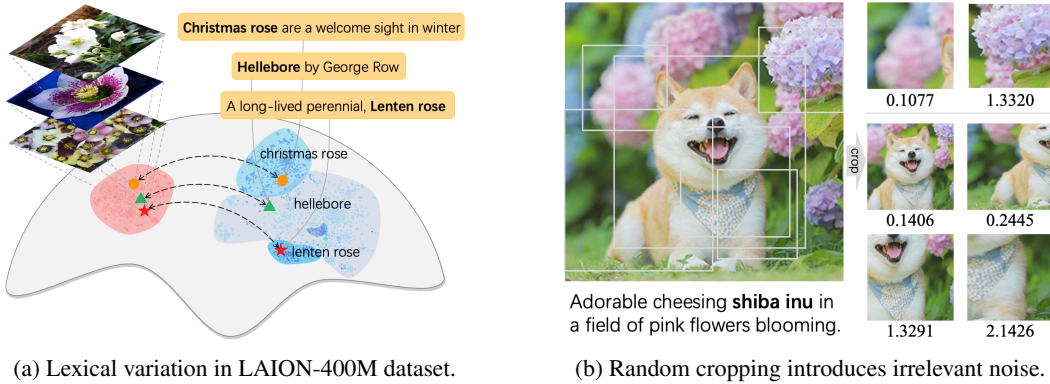 Christmas rose are a welcome sight in winter
Hellebore by George Row
A long-lived perennial, Lenten rose
christmas rose
hellebore
lenten rose
(a) Lexical variation in LAION-400M dataset.
Adorable cheesing shiba inu in
a field of pink flowers blooming.
crop
0.1077
1.3320
0.1406
0.2445
1.3291
2.1426
(b) Random cropping introduces irrelevant noise.